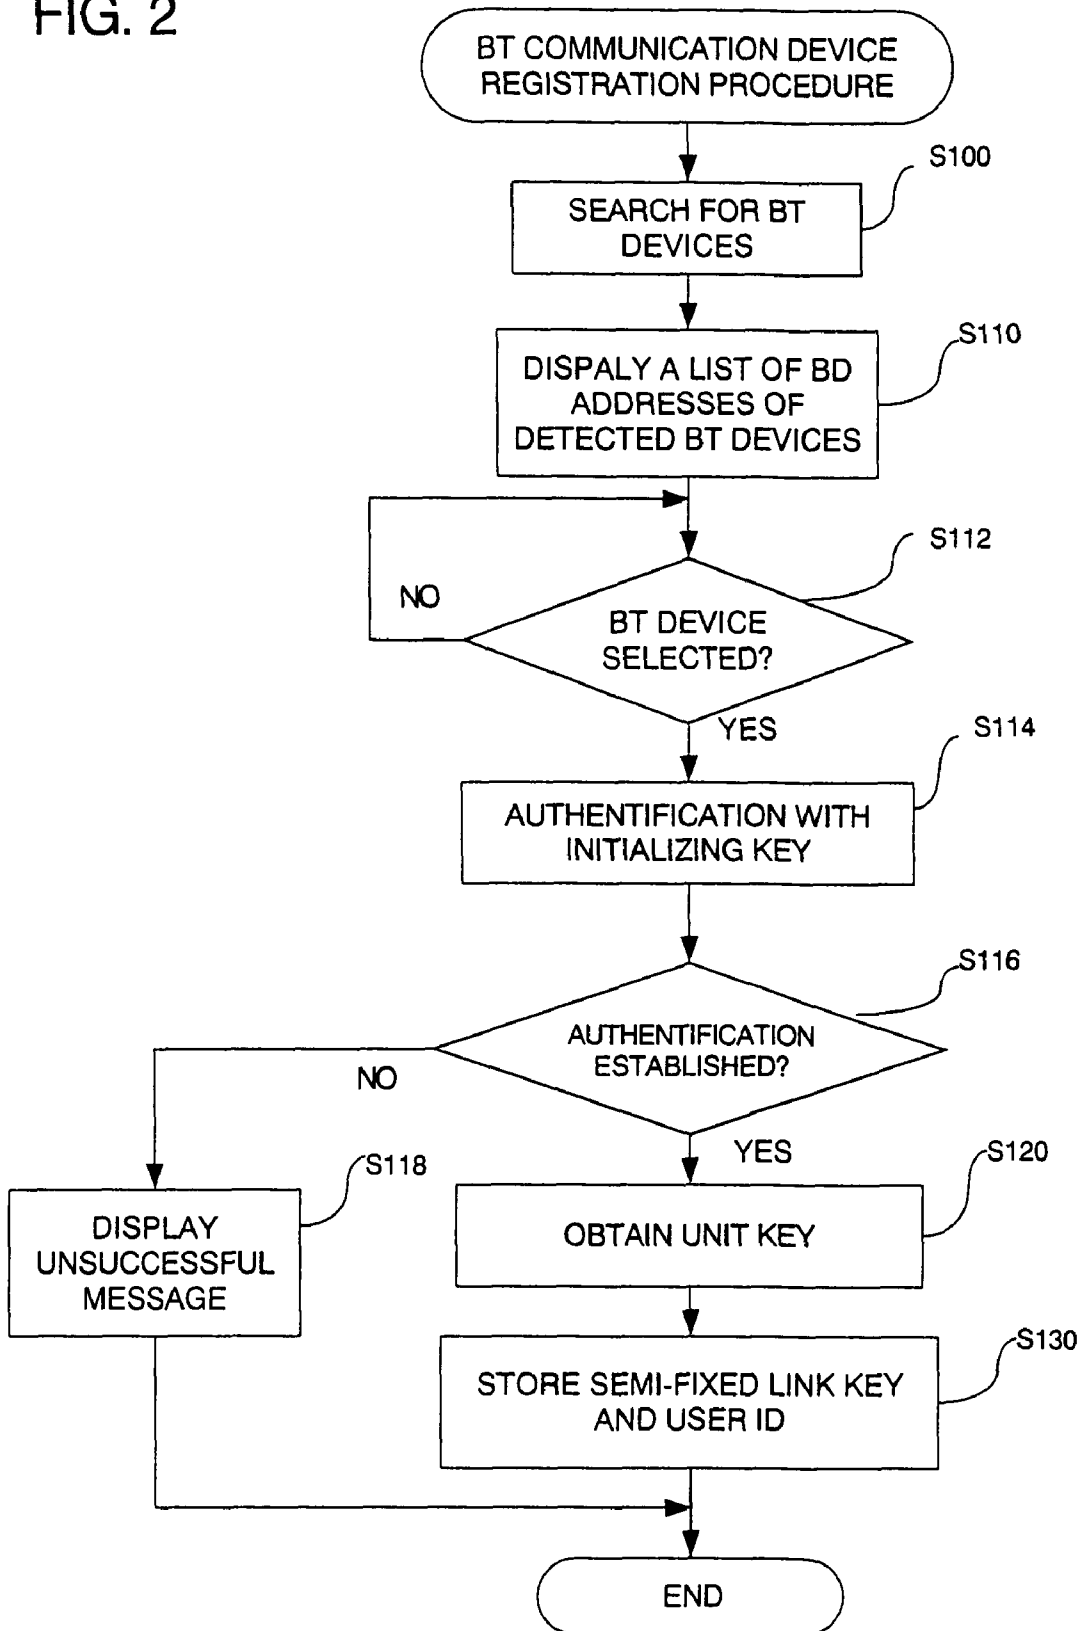 FIG. 2
BT COMMUNICATION DEVICE
REGISTRATION PROCEDURE
S100
SEARCH FOR BT
DEVICES
S110
DISPALY A LIST OF BD
ADDRESSES OF
DETECTED BT DEVICES
S112
NO
BT DEVICE
SELECTED?
YES
S114
AUTHENTIFICATION WITH
INITIALIZING KEY
S116
AUTHENTIFICATION
ESTABLISHED?
NO
YES
S118
S120
DISPLAY
UNSUCCESSFUL
MESSAGE
OBTAIN UNIT KEY
S130
STORE SEMI-FIXED LINK KEY
AND USER ID
END